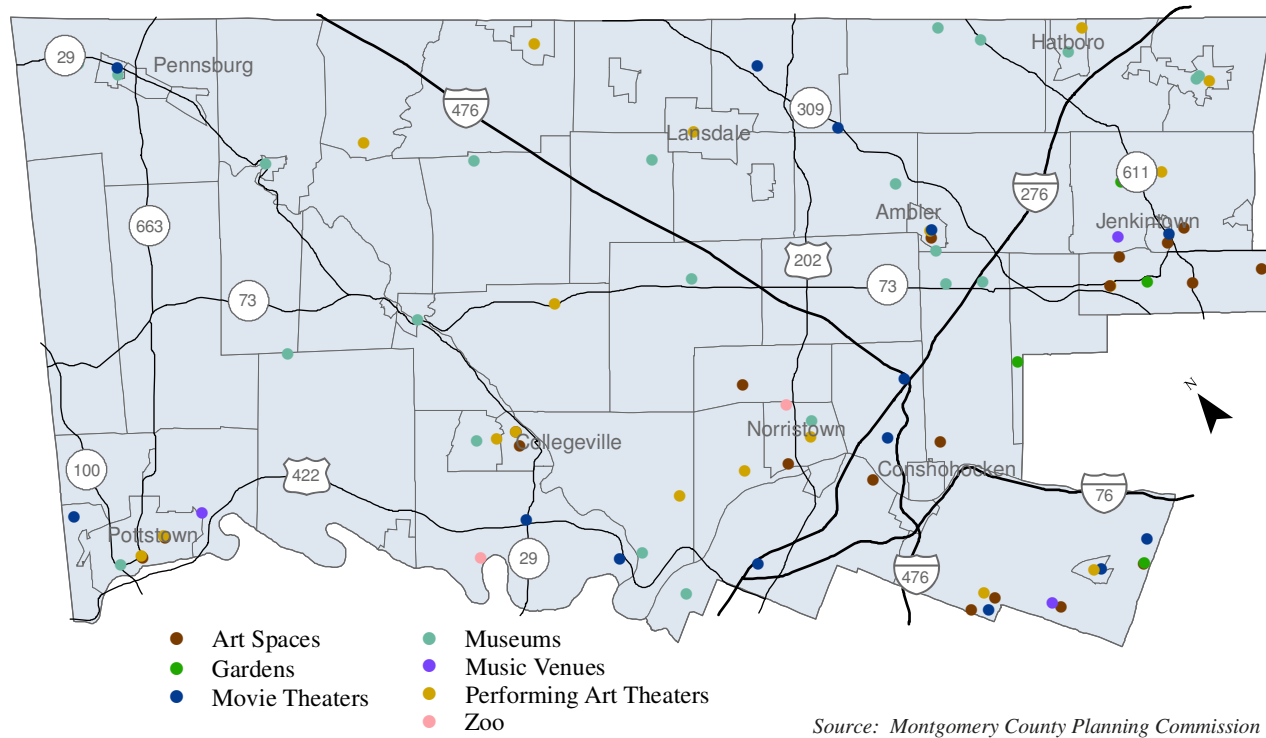 Hatboro
29
Pennsburg
476
309
Lansdale
611
276
Ambler
Jenkintown
663
202
73
73
N
Norristown
Collegeville
Conshohocken
100
422
76
Pottstown
29
476
Art Spaces
Gardens
Movie Theaters
Museums
Music Venues
Performing Art Theaters
Zoo
Source: Montgomery County Planning Commission